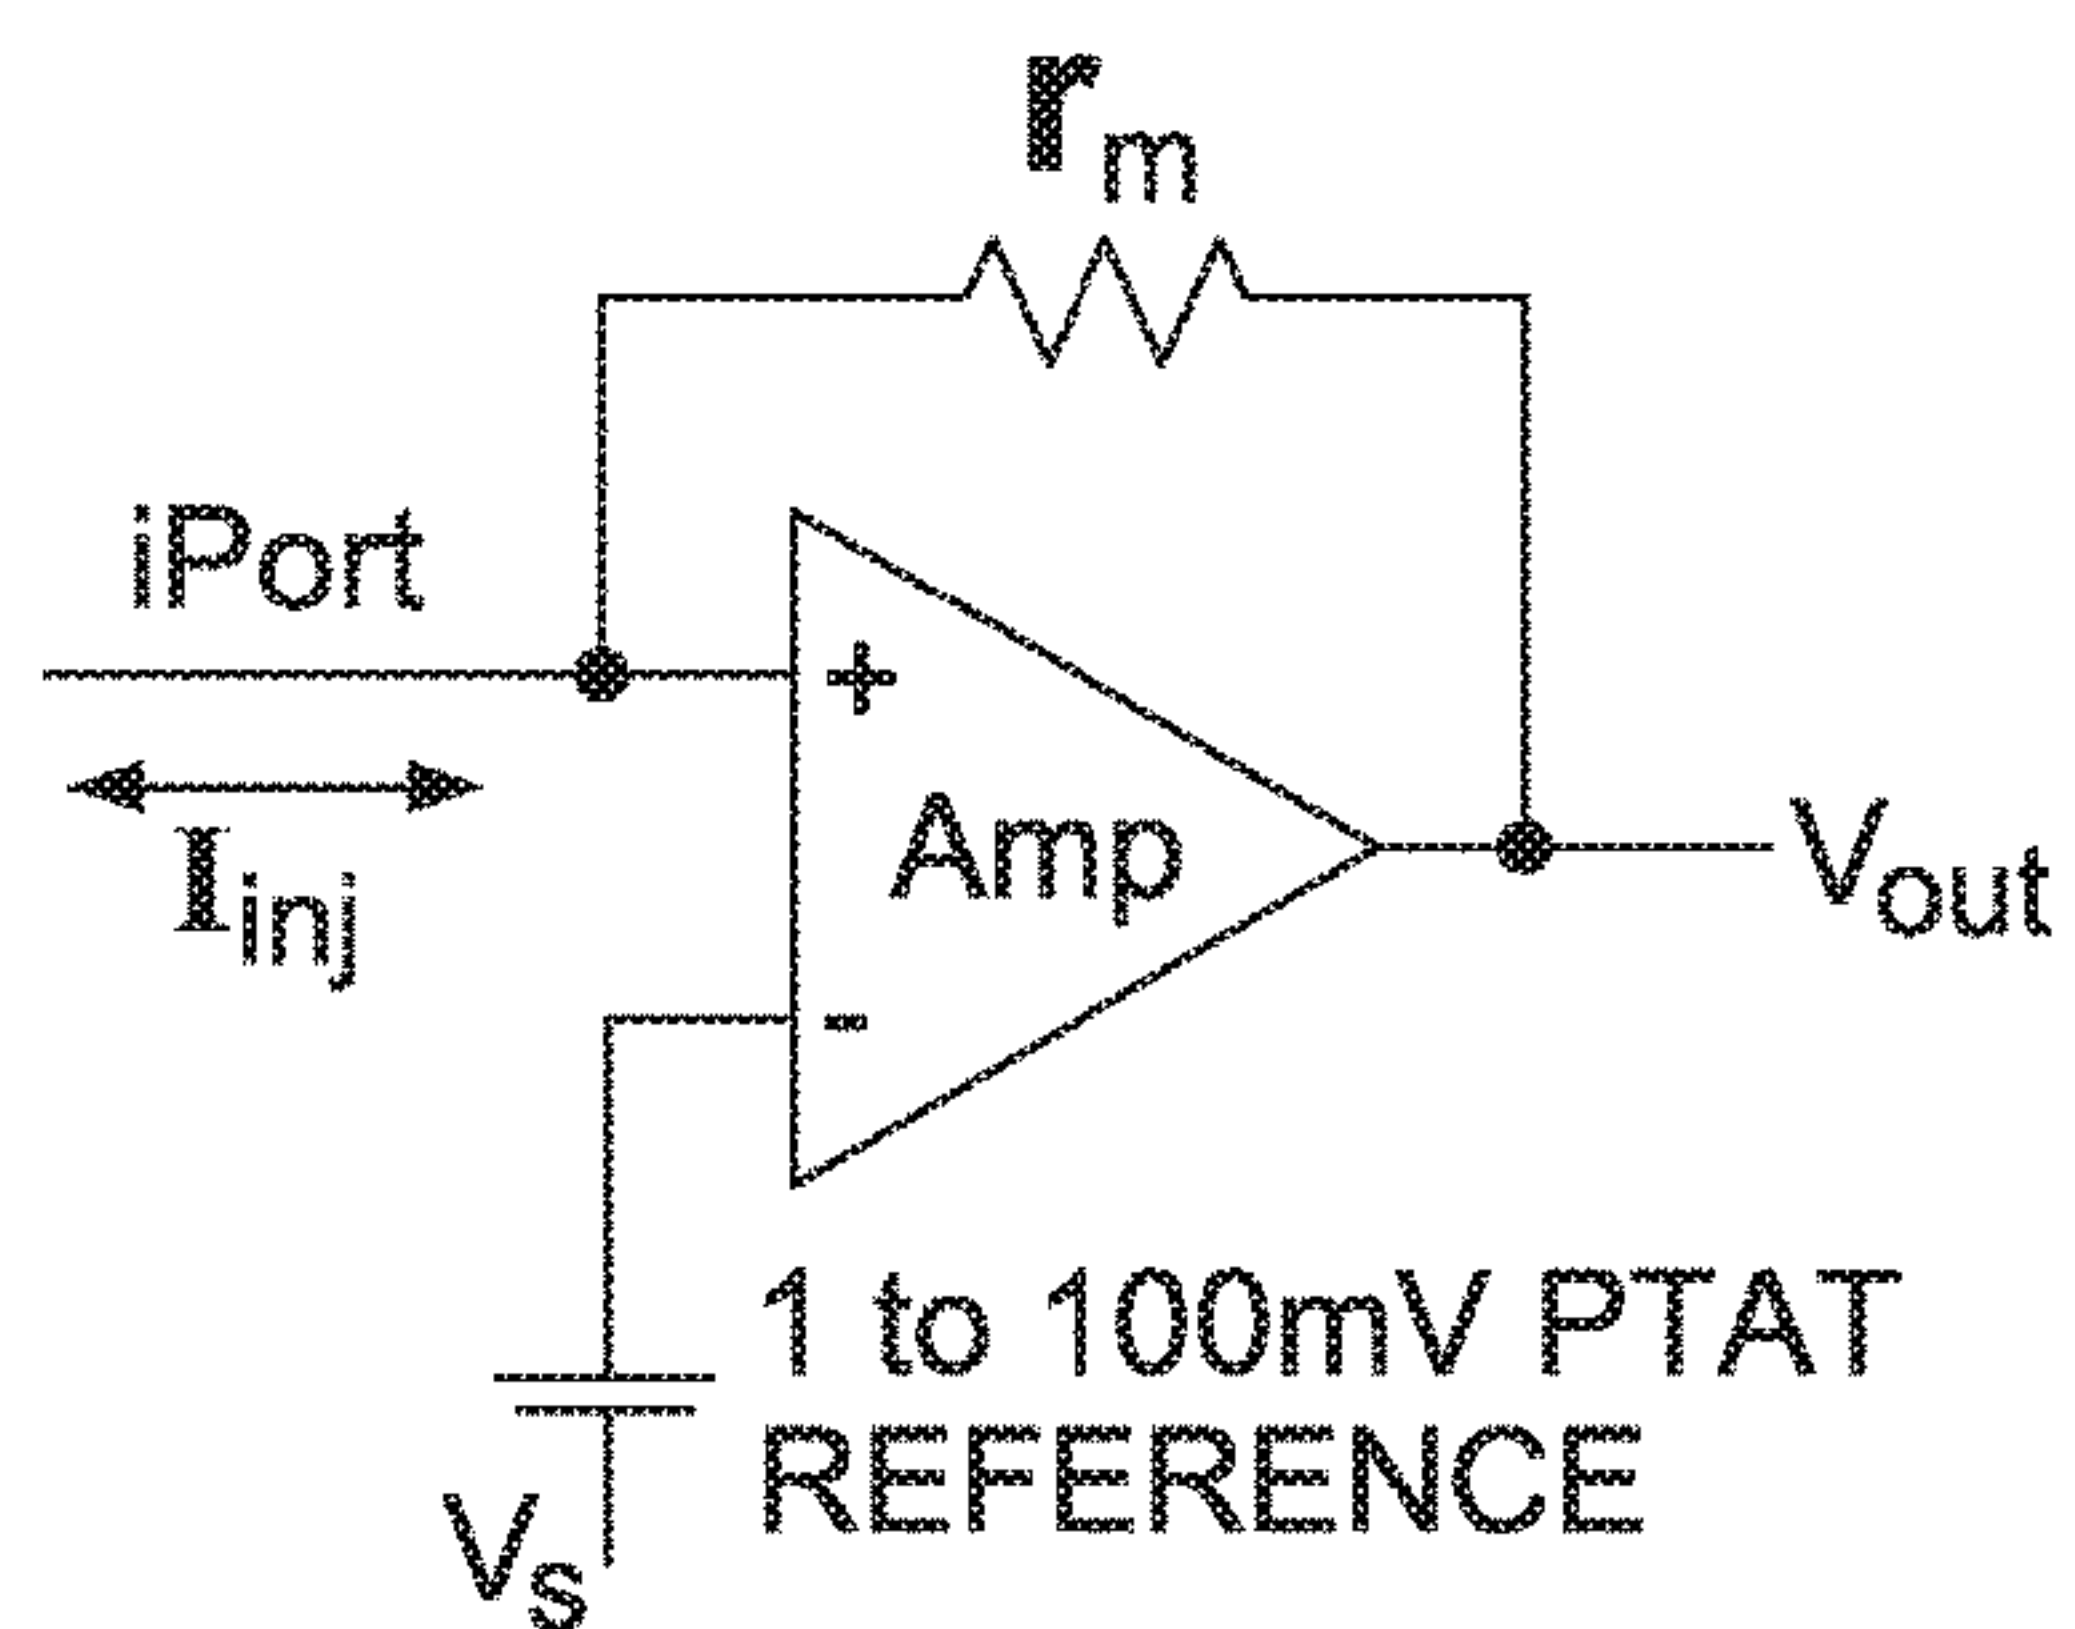 rm
iPort
+
Amp
Iinj
Vout
-
1 to 100mV PTAT
REFERENCE
Vs